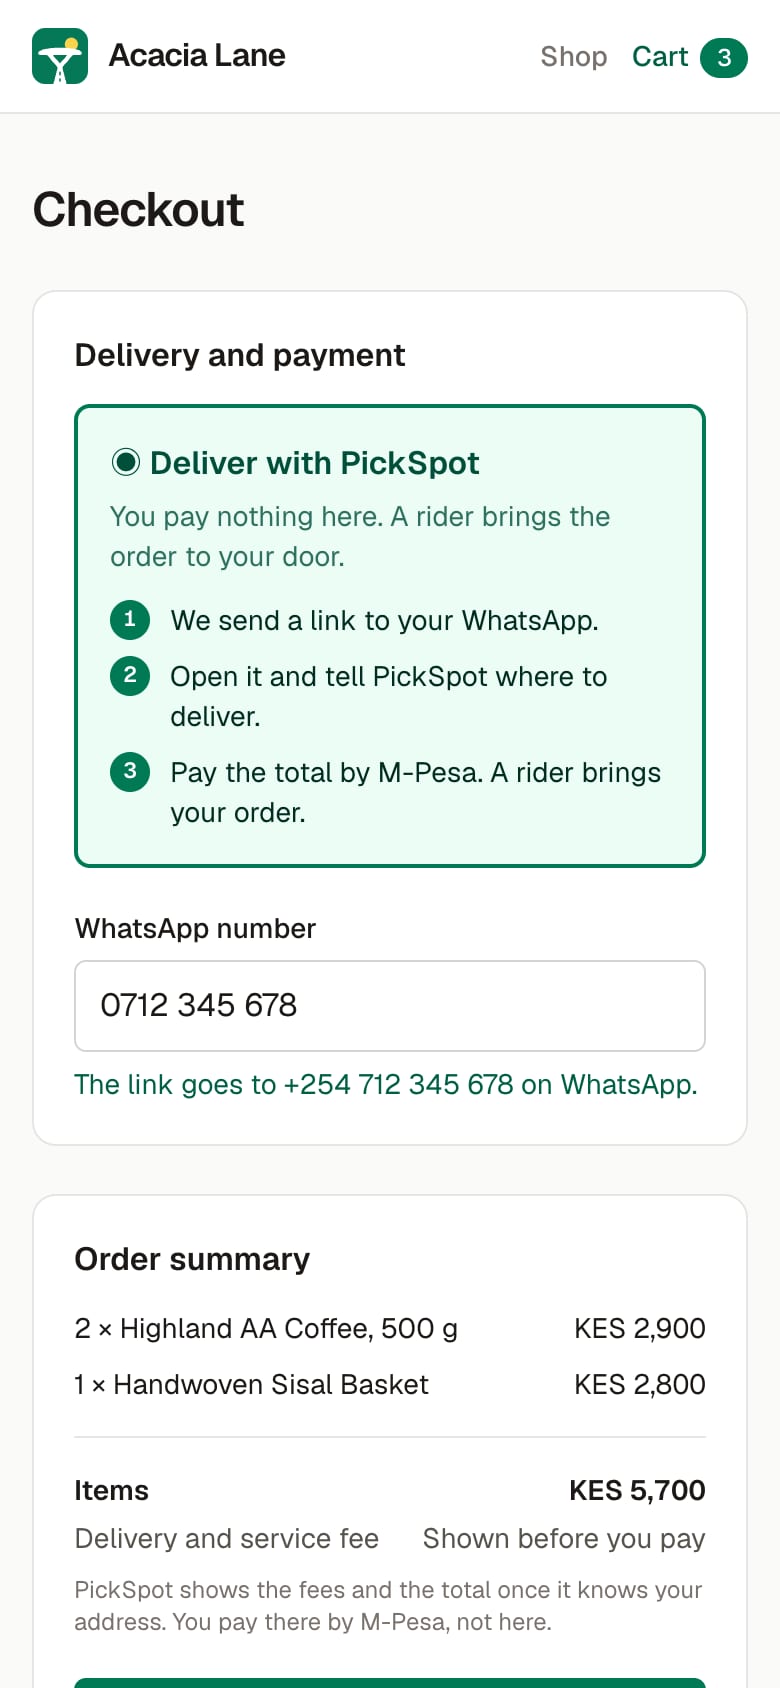 Acacia Lane
Shop
Cart 3
Checkout
Delivery and payment
Deliver with PickSpot
You pay nothing here. A rider brings the
order to your door.
1 We send a link to your WhatsApp.
2 Open it and tell PickSpot where to
deliver.
3 Pay the total by M-Pesa. A rider brings
your order.
WhatsApp number
0712 345 678
The link goes to +254 712 345 678 on WhatsApp.
Order summary
2 × Highland AA Coffee, 500 g KES 2,900
1 × Handwoven Sisal Basket KES 2,800
Items KES 5,700
Delivery and service fee Shown before you pay
PickSpot shows the fees and the total once it knows your
address. You pay there by M-Pesa, not here.